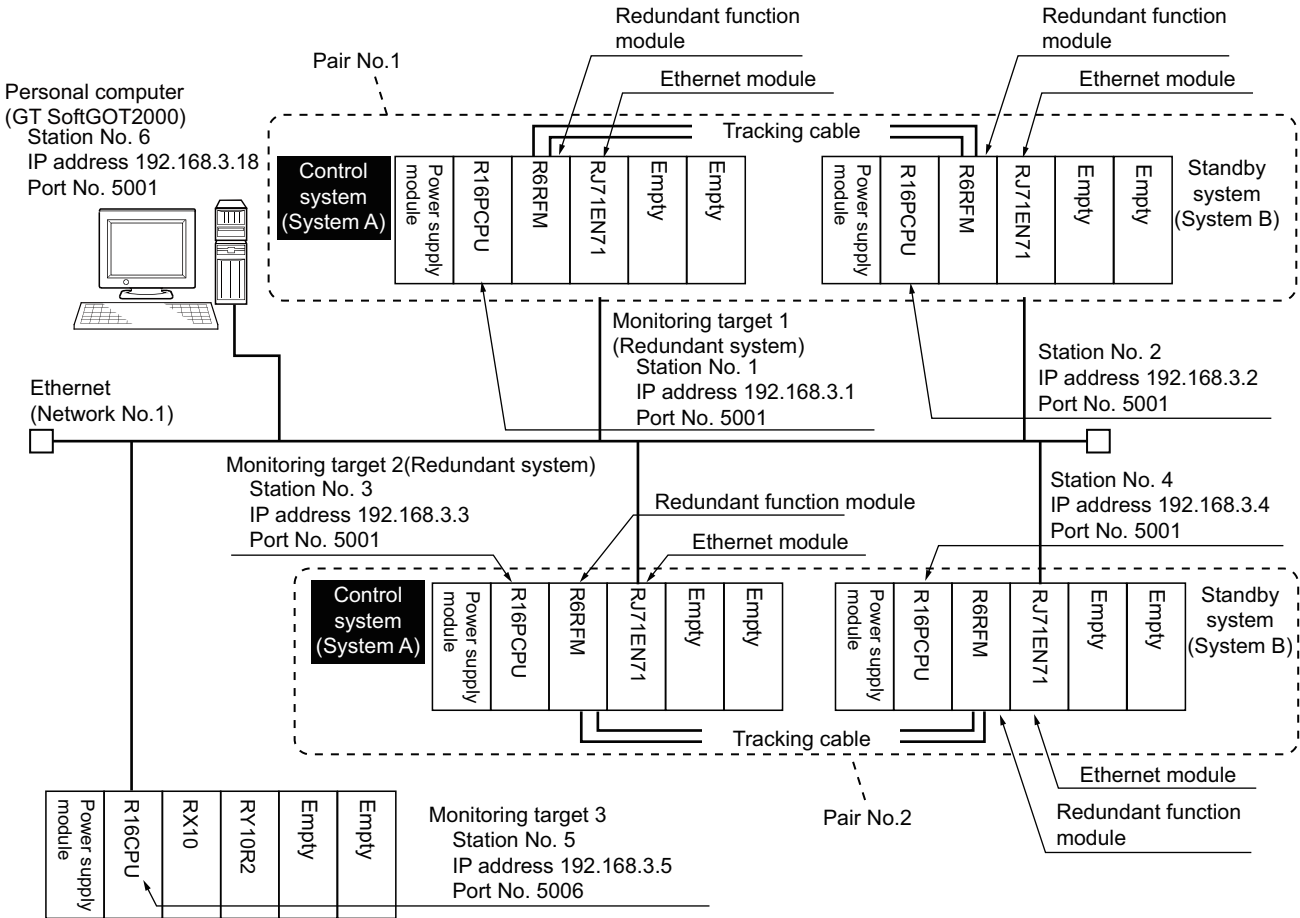 Redundant function
module
Redundant function
module
Pair No.1
Ethernet module
Ethernet module
Personal computer
(GT SoftGOT2000)
Station No. 6
IP address 192.168.3.18
Port No. 5001
Tracking cable
Control
system
(System A)
Power supply
module
R16PCPU
R6RFM
RJ71EN71
Empty
Empty
Power supply
module
R16PCPU
R6RFM
RJ71EN71
Empty
Empty
Standby
system
(System B)
Monitoring target 1
(Redundant system)
Station No. 1
IP address 192.168.3.1
Port No. 5001
Station No. 2
IP address 192.168.3.2
Port No. 5001
Ethernet
(Network No.1)
Monitoring target 2(Redundant system)
Station No. 3
IP address 192.168.3.3
Port No. 5001
Redundant function module
Ethernet module
Station No. 4
IP address 192.168.3.4
Port No. 5001
Control
system
(System A)
Power supply
module
R16PCPU
R6RFM
RJ71EN71
Empty
Empty
Power supply
module
R16PCPU
R6RFM
RJ71EN71
Empty
Empty
Standby
system
(System B)
Tracking cable
Ethernet module
Redundant function
module
Pair No.2
Power supply
module
R16CPU
RX10
RY10R2
Empty
Empty
Monitoring target 3
Station No. 5
IP address 192.168.3.5
Port No. 5006